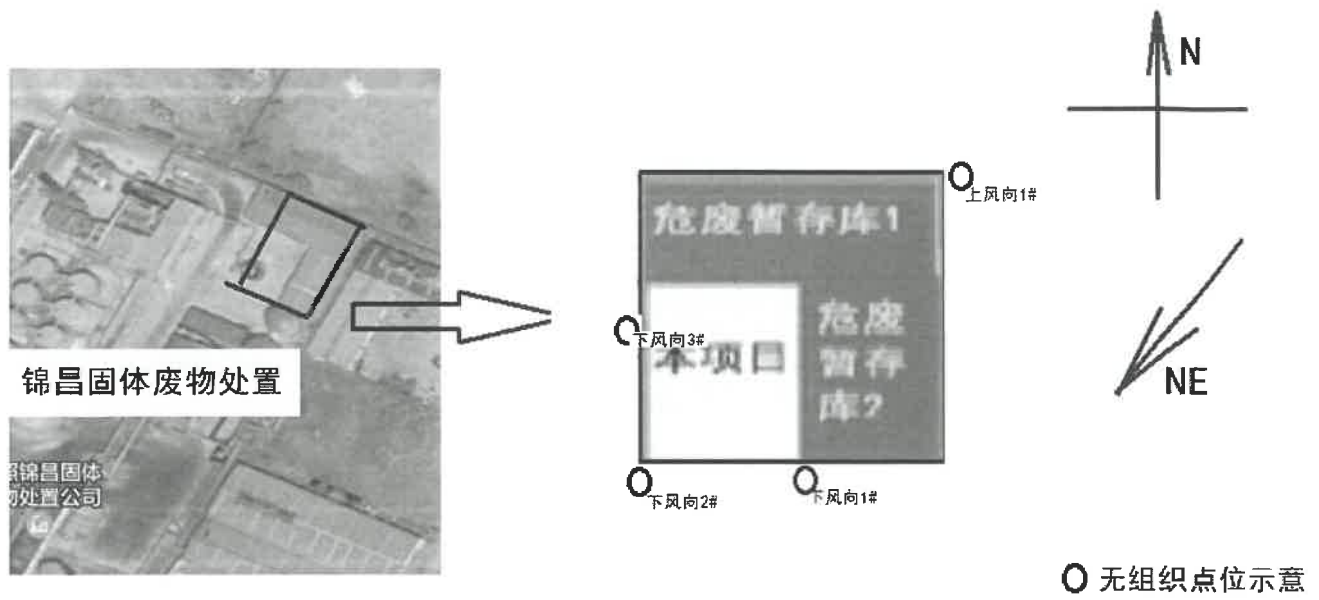 N
上风向1#
危废暂存库1
危废
暂存
库2
下风向3#
本项目
锦昌固体废物处置
NE
锦昌固体
物处置公司
下风向2#
下风向1#
无组织点位示意